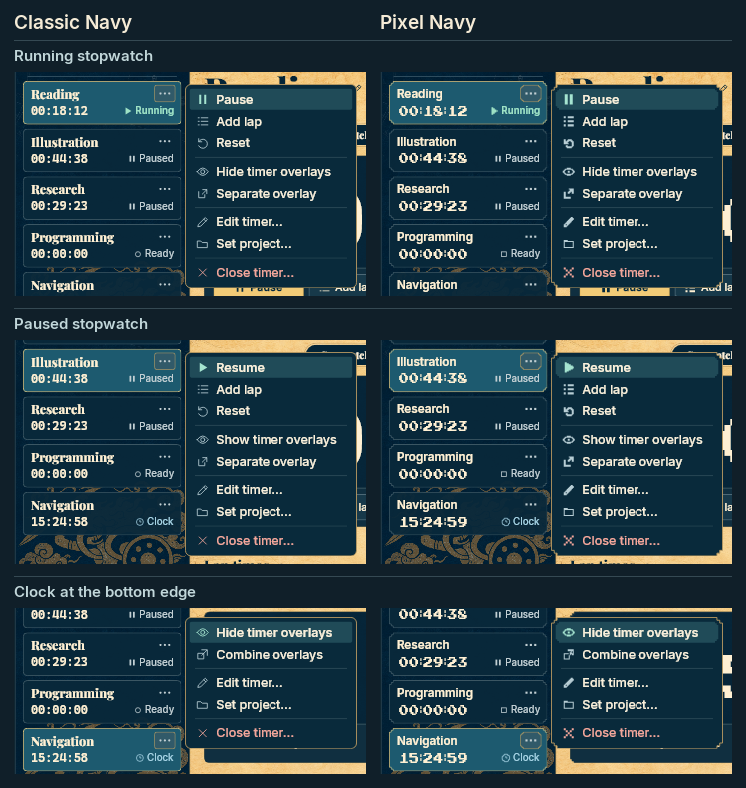 Classic Navy
Pixel Navy
Running stopwatch
Reading
00:18:12
Running
Illustration
00:44:38
Paused
Research
00:29:23
Paused
Programming
00:00:00
Ready
Navigation
Pause
Add lap
Reset
Hide timer overlays
Separate overlay
Edit timer...
Set project...
Close timer...
Pause
Add la
Reading
00:18:12
Running
Illustration
00:44:38
Paused
Research
00:29:23
Paused
Programming
00:00:00
Ready
Navigation
Pause
Add lap
Reset
Hide timer overlays
Separate overlay
Edit timer...
Set project...
Close timer...
Paused stopwatch
Illustration
00:44:38
Paused
Research
00:29:23
Paused
Programming
00:00:00
Ready
Navigation
15:24:58
Clock
Resume
Add lap
Reset
Show timer overlays
Separate overlay
Edit timer...
Set project...
Close timer...
Illustration
00:44:38
Paused
Research
00:29:23
Paused
Programming
00:00:00
Ready
Navigation
15:24:59
Clock
Resume
Add lap
Reset
Show timer overlays
Separate overlay
Edit timer...
Set project...
Close timer...
Clock at the bottom edge
00:44:38
Paused
Research
00:29:23
Paused
Programming
00:00:00
Ready
Navigation
15:24:58
Clock
Hide timer overlays
Combine overlays
Edit timer...
Set project...
Close timer...
00:44:38
Paused
Research
00:29:23
Paused
Programming
00:00:00
Ready
Navigation
15:24:59
Clock
Hide timer overlays
Combine overlays
Edit timer...
Set project...
Close timer...